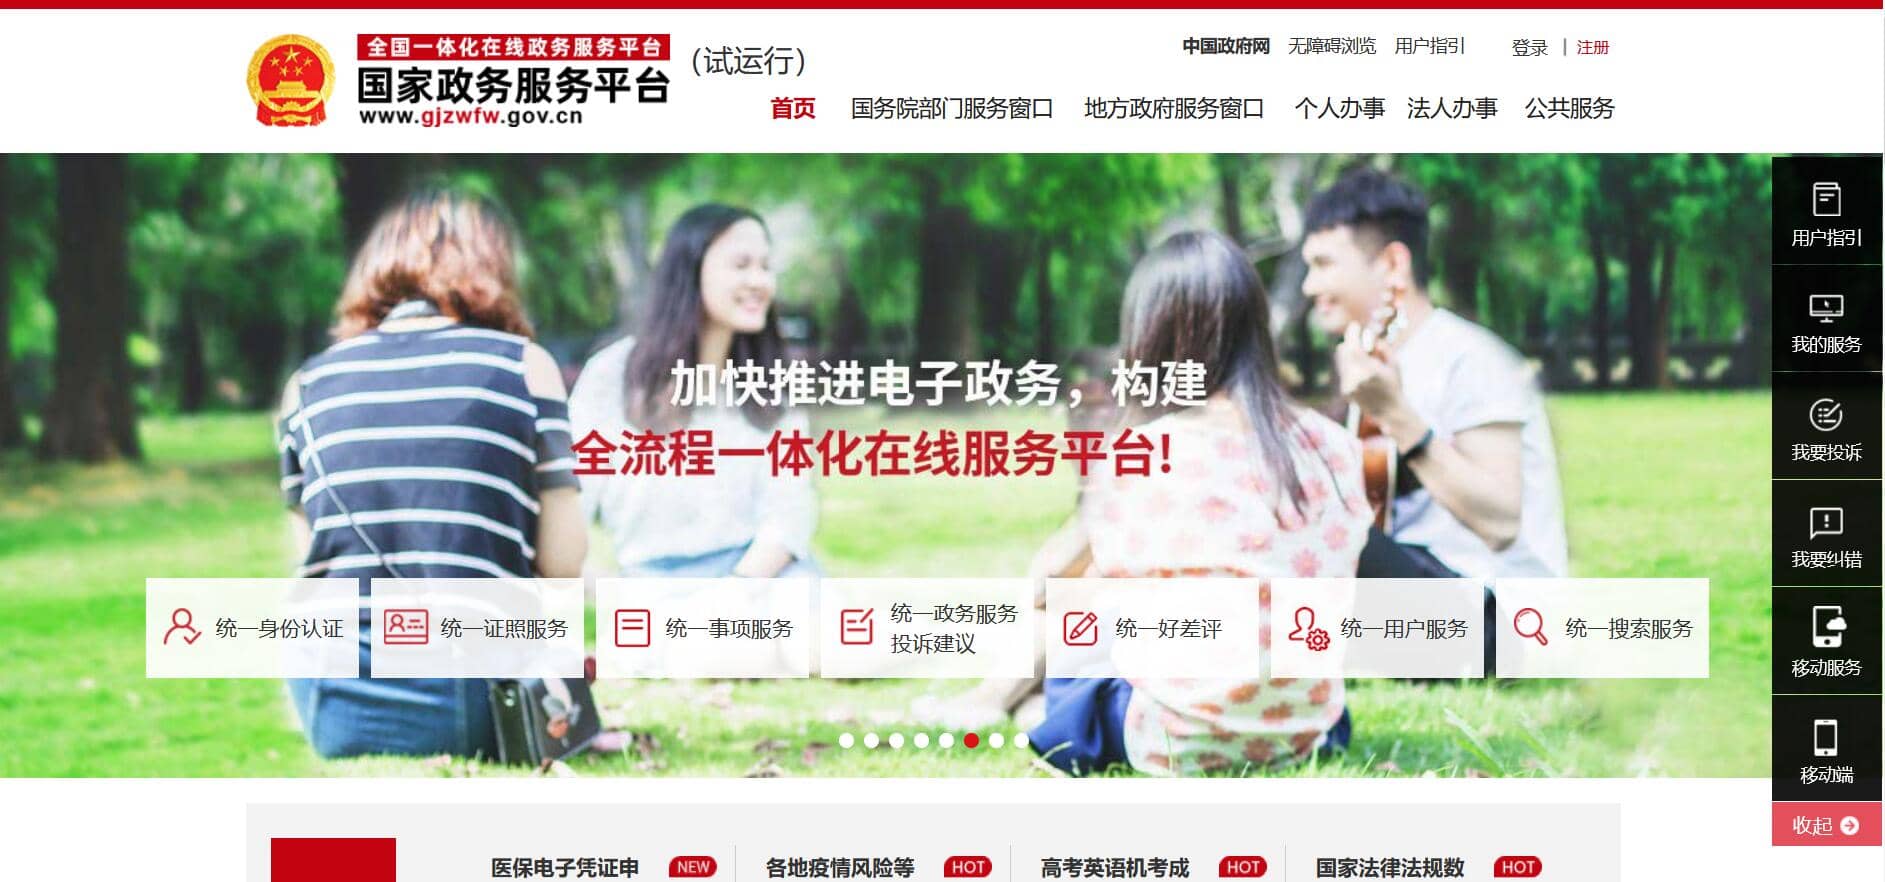 全国一体化在线政务服务平台
国家政务服务平台
www.gjzwfw.gov.cn
（试运行）
中国政府网 无障碍浏览 用户指引 登录 | 注册
首页 国务院部门服务窗口 地方政府服务窗口 个人办事 法人办事 公共服务
加快推进电子政务，构建
全流程一体化在线服务平台!
统一身份认证
统一证照服务
统一事项服务
统一政务服务
投诉建议
统一好差评
统一用户服务
统一搜索服务
用户指引
我的服务
我要投诉
我要纠错
移动服务
移动端
收起
医保电子凭证申 NEW
各地疫情风险等 HOT
高考英语机考成 HOT
国家法律法规数 HOT